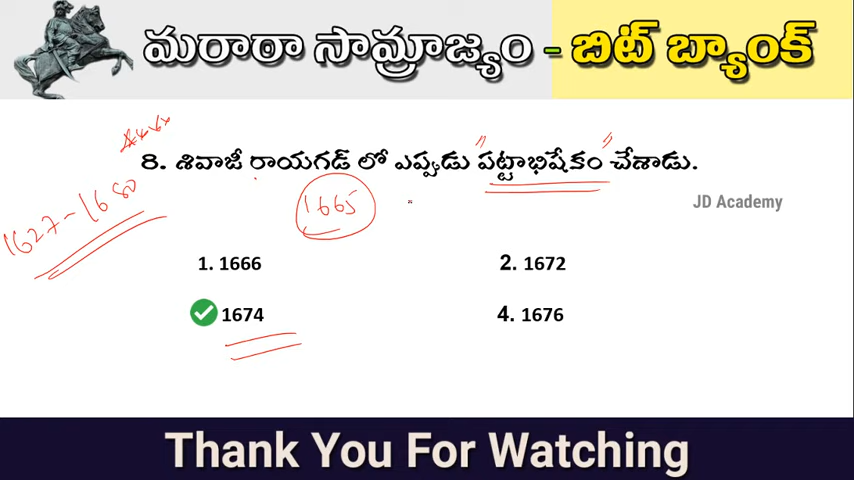 మరాఠా సామ్రాజ్యం - బిట్ బ్యాంక్
8. శివాజీ రాయగడ్ లో ఎప్పుడు "పట్టాభిషేకం" చేశాడు.
1627 - 1680
1665
JD Academy
1. 1666
2. 1672
1674
4. 1676
Thank You For Watching